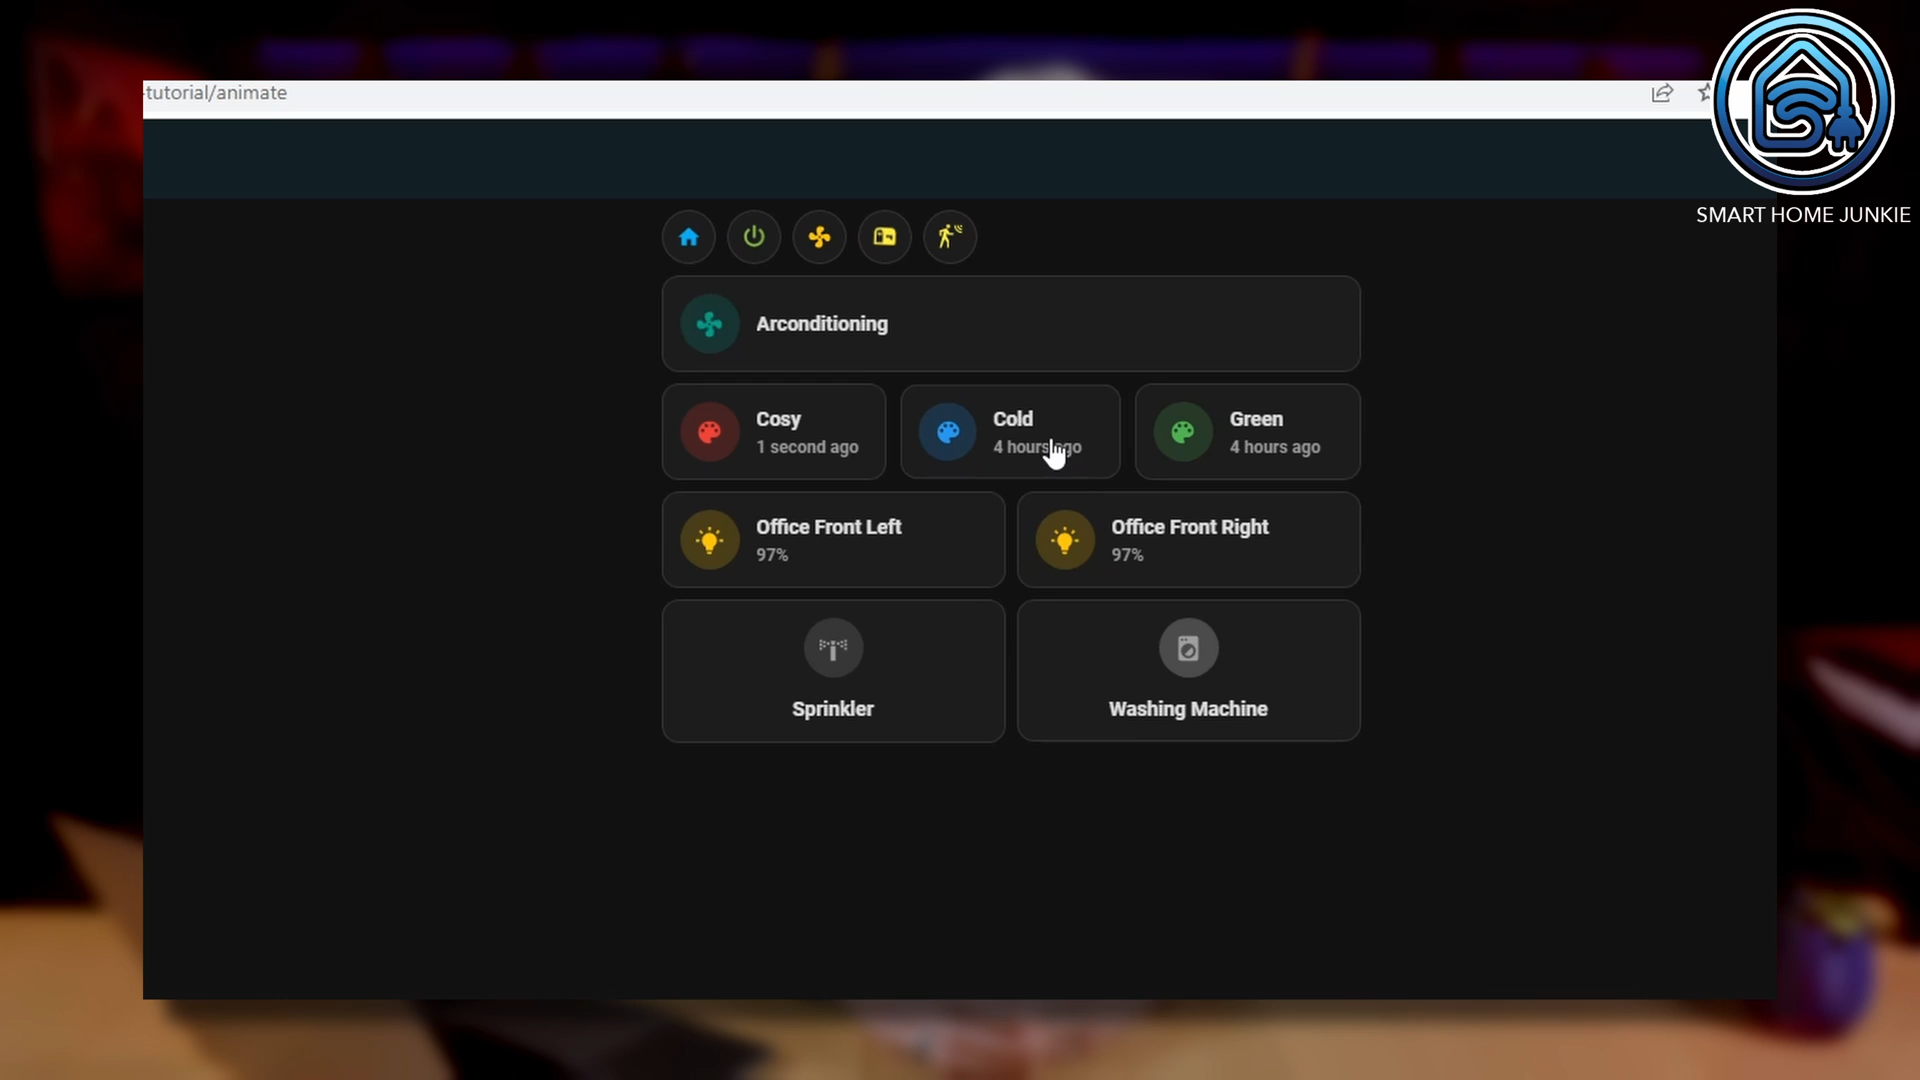 -tutorial/animate
SMART HOME JUNKIE
Arconditioning
Cosy
1 second ago
Cold
4 hours ago
Green
4 hours ago
Office Front Left
97%
Office Front Right
97%
Sprinkler
Washing Machine